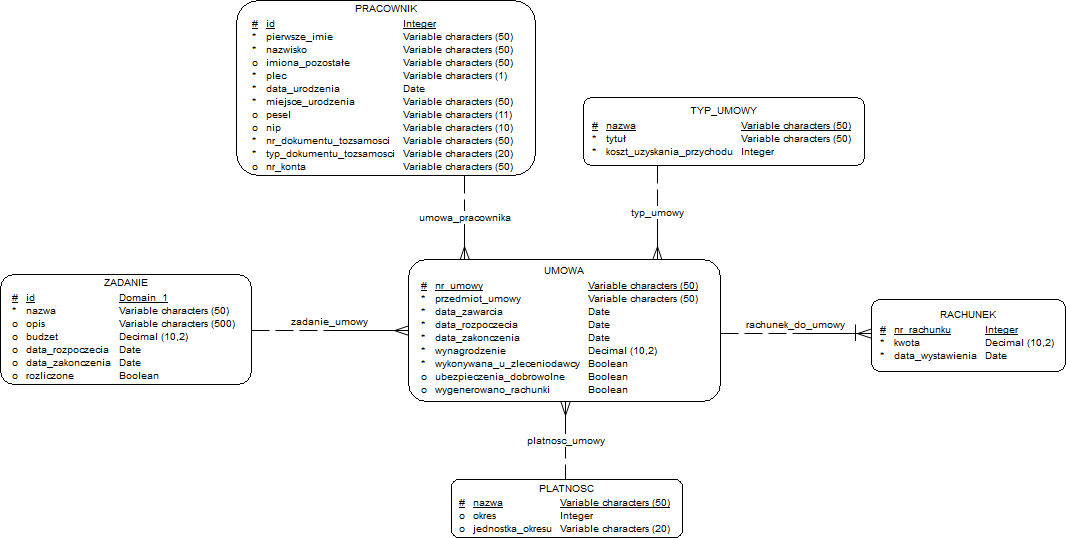 PRACOWNIK
# id Integer
* pierwsze_imie Variable characters (50)
* nazwisko Variable characters (50)
o imiona_pozostałe Variable characters (50)
* plec Variable characters (1)
* data_urodzenia Date
* miejsce_urodzenia Variable characters (50)
o pesel Variable characters (11)
o nip Variable characters (10)
* nr_dokumentu_tozsamosci Variable characters (50)
* typ_dokumentu_tozsamosci Variable characters (20)
o nr_konta Variable characters (50)
TYP_UMOWY
# nazwa Variable characters (50)
* tytuł Variable characters (50)
* koszt_uzyskania_przychodu Integer
umowa_pracownika
typ_umowy
ZADANIE
# id Domain_1
* nazwa Variable characters (50)
o opis Variable characters (500)
o budzet Decimal (10,2)
o data_rozpoczecia Date
o data_zakonczenia Date
o rozliczone Boolean
zadanie_umowy
UMOWA
# nr_umowy Variable characters (50)
* przedmiot_umowy Variable characters (50)
* data_zawarcia Date
* data_rozpoczecia Date
* data_zakonczenia Date
* wynagrodzenie Decimal (10,2)
* wykonywana_u_zleceniodawcy Boolean
o ubezpieczenia_dobrowolne Boolean
o wygenerowano_rachunki Boolean
rachunek_do_umowy
RACHUNEK
# nr_rachunku Integer
* kwota Decimal (10,2)
* data_wystawienia Date
platnosc_umowy
PLATNOSC
# nazwa Variable characters (50)
o okres Integer
o jednostka_okresu Variable characters (20)